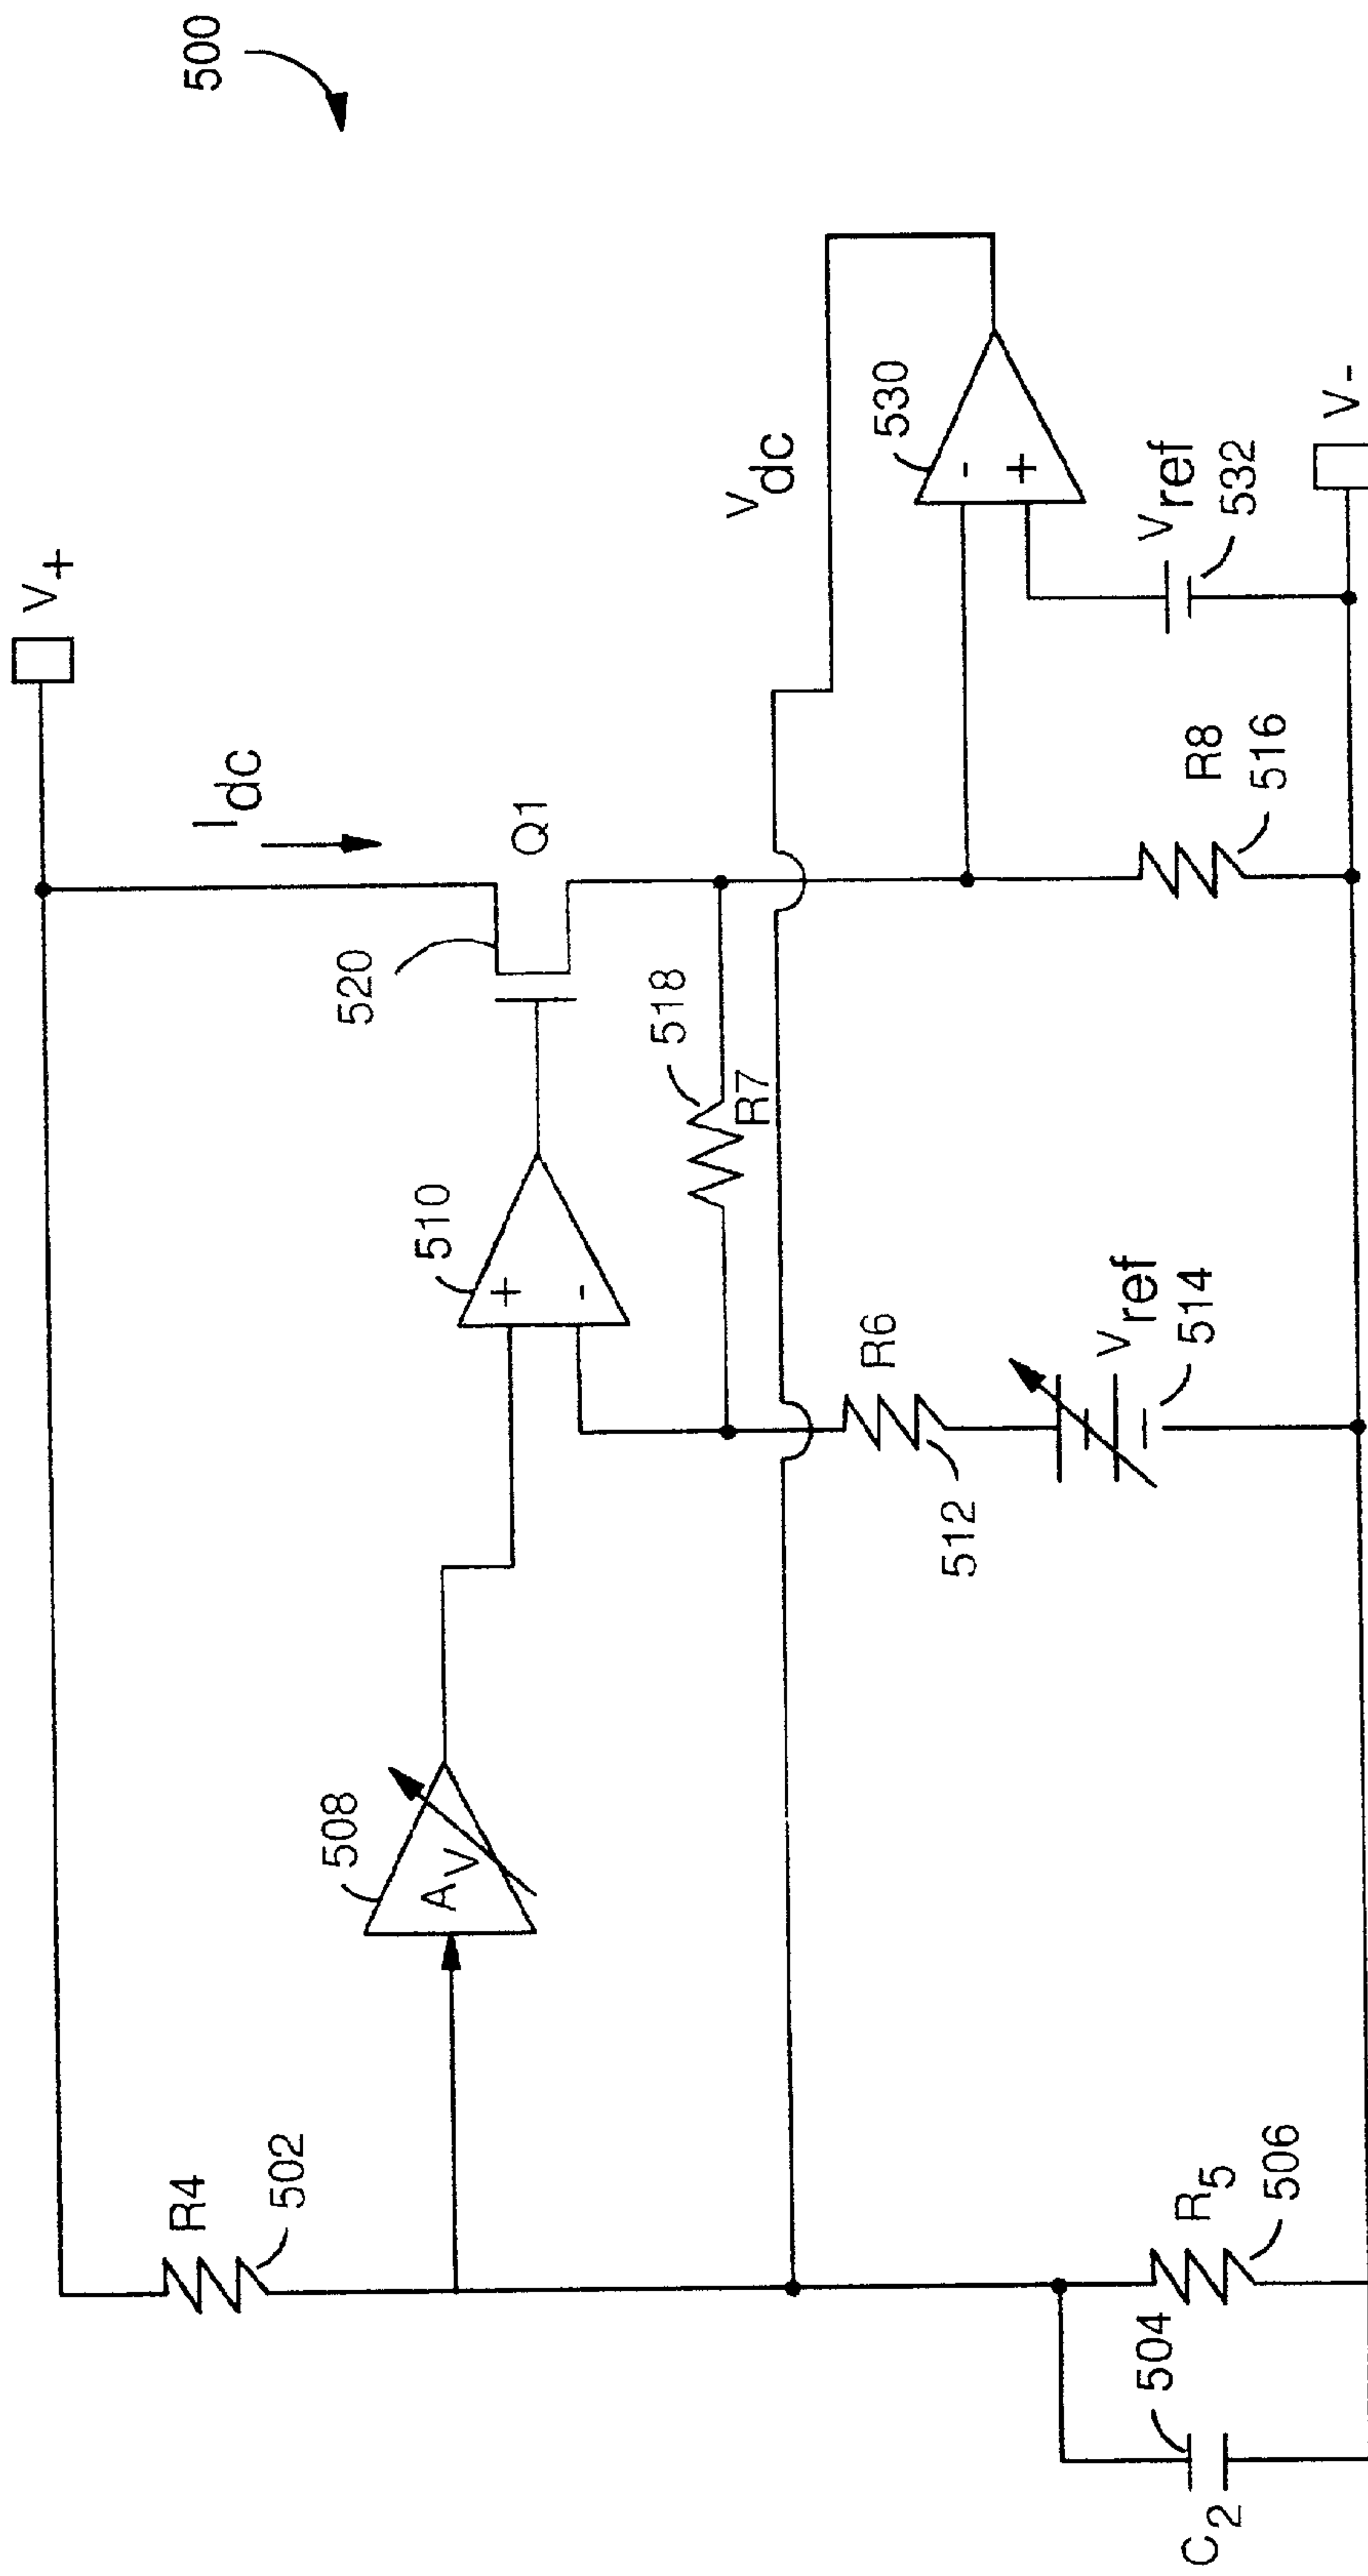 500
V+
Idc
Q1
520
Vdc
530
-
+
Vref
532
V-
510
+
-
518
R7
R8
516
508
AV
R6
512
Vref
514
R4
502
R5
506
504
C2